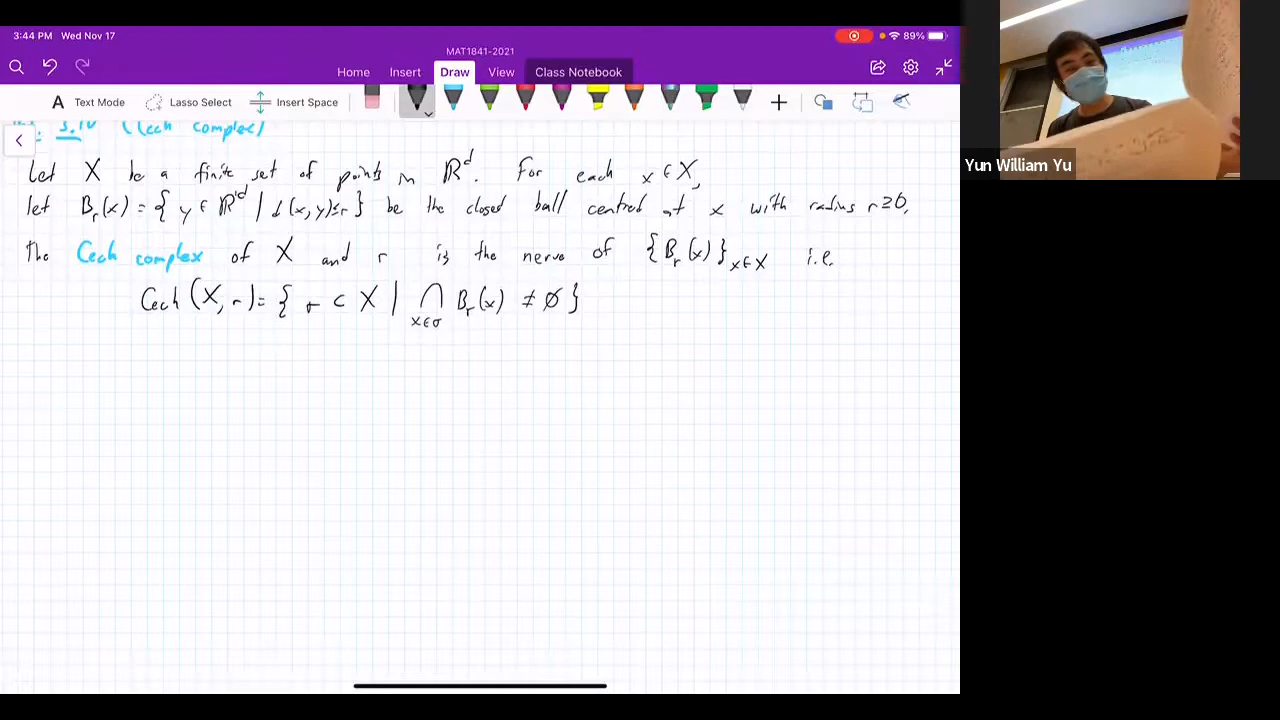 3:44 PM Wed Nov 17
89%
MAT1841-2021
Home Insert Draw View Class Notebook
A Text Mode Lasso Select Insert Space
3.10 (Cech complex)
Let X be a finite set of points in ℝ^d. For each x ∈ X,
let B_r(x) = { y ∈ ℝ^d | d(x, y) ≤ r } be the closed ball centred at x with radius r ≥ 0.
The Cech complex of X and r is the nerve of {B_r(x)}_{x∈X} i.e.
Cech (X, r) = { σ ⊂ X | ⋂_{x∈σ} B_r(x) ≠ ∅ }
Yun William Yu